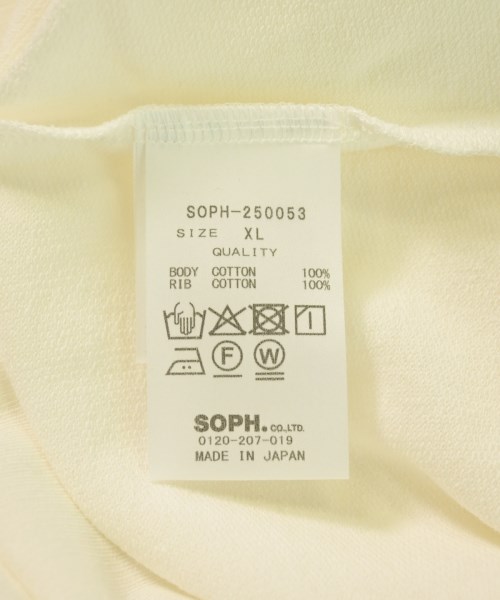 SOPH-250053
SIZE XL
QUALITY
BODY COTTON 100%
RIB COTTON 100%
F W
SOPH. CO.,LTD.
0120-207-019
MADE IN JAPAN